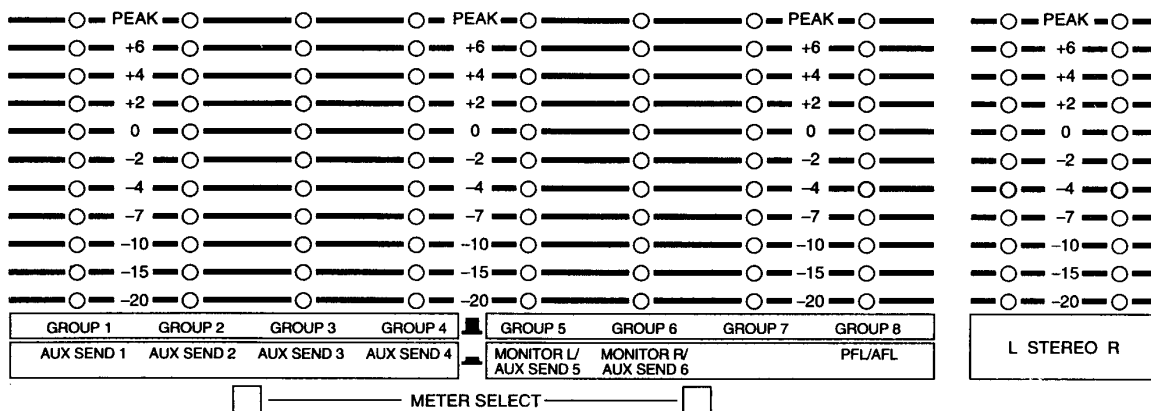 PEAK PEAK PEAK PEAK
+6 +6 +6 +6
+4 +4 +4 +4
+2 +2 +2 +2
0 0 0 0
−2 −2 −2 −2
−4 −4 −4 −4
−7 −7 −7 −7
−10 −10 −10 −10
−15 −15 −15 −15
−20 −20 −20 −20
GROUP 1 GROUP 2 GROUP 3 GROUP 4 GROUP 5 GROUP 6 GROUP 7 GROUP 8
AUX SEND 1 AUX SEND 2 AUX SEND 3 AUX SEND 4 MONITOR L/ MONITOR R/ PFL/AFL
AUX SEND 5 AUX SEND 6
L STEREO R
METER SELECT